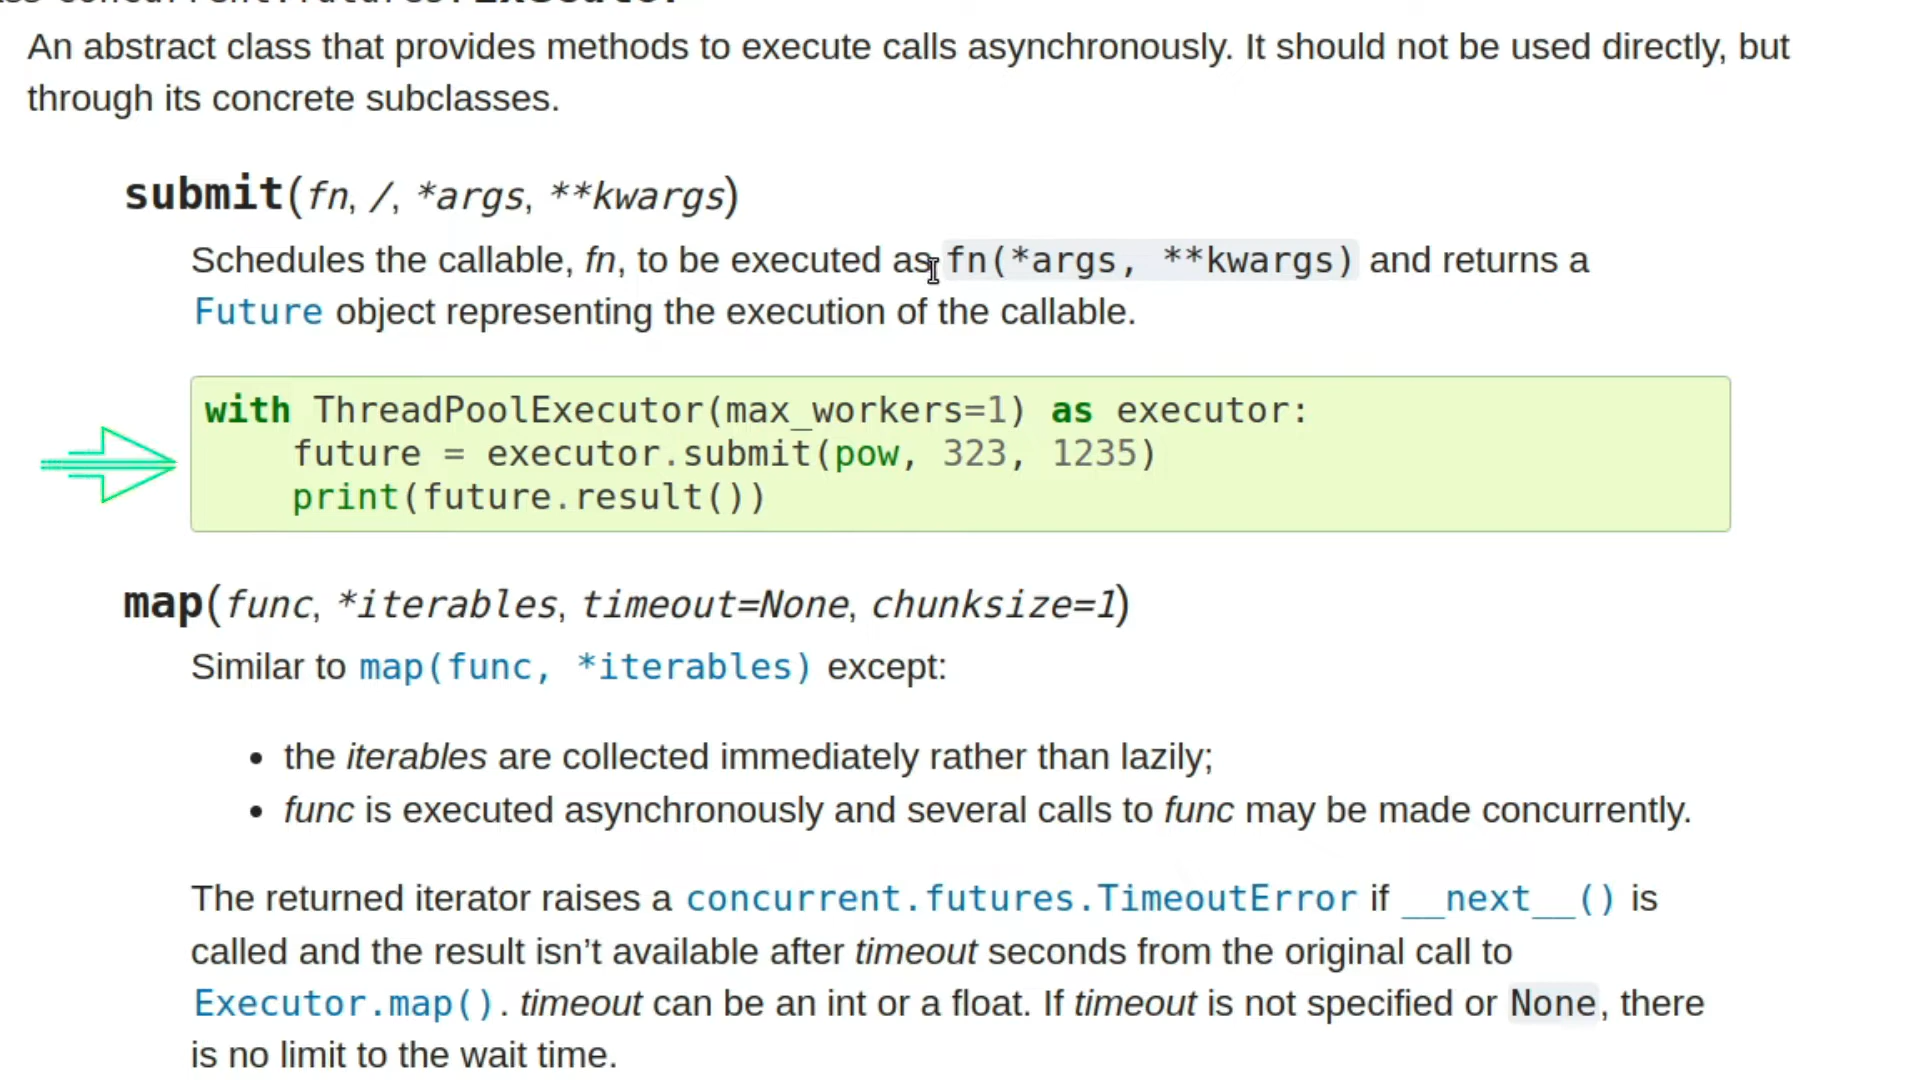 An abstract class that provides methods to execute calls asynchronously. It should not be used directly, but
through its concrete subclasses.
submit(fn, /, *args, **kwargs)
Schedules the callable, fn, to be executed as fn(*args, **kwargs) and returns a
Future object representing the execution of the callable.
with ThreadPoolExecutor(max_workers=1) as executor:
    future = executor.submit(pow, 323, 1235)
    print(future.result())
map(func, *iterables, timeout=None, chunksize=1)
Similar to map(func, *iterables) except:
• the iterables are collected immediately rather than lazily;
• func is executed asynchronously and several calls to func may be made concurrently.
The returned iterator raises a concurrent.futures.TimeoutError if __next__() is
called and the result isn’t available after timeout seconds from the original call to
Executor.map(). timeout can be an int or a float. If timeout is not specified or None, there
is no limit to the wait time.